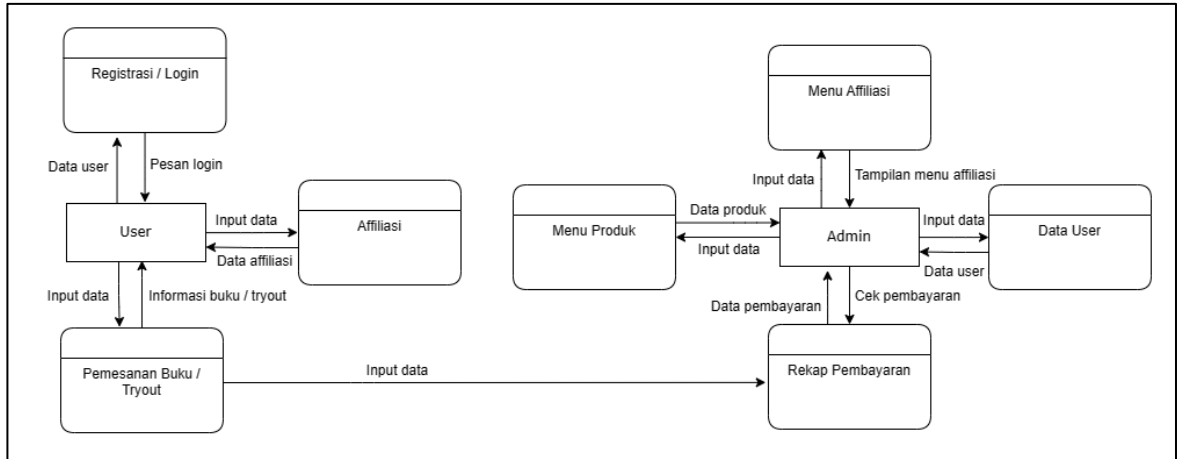 Registrasi / Login
Data user
Pesan login
User
Input data
Data affiliasi
Affiliasi
Input data
Informasi buku / tryout
Pemesanan Buku /
Tryout
Input data
Menu Affiliasi
Input data
Tampilan menu affiliasi
Menu Produk
Data produk
Input data
Admin
Input data
Data user
Data User
Data pembayaran
Cek pembayaran
Rekap Pembayaran